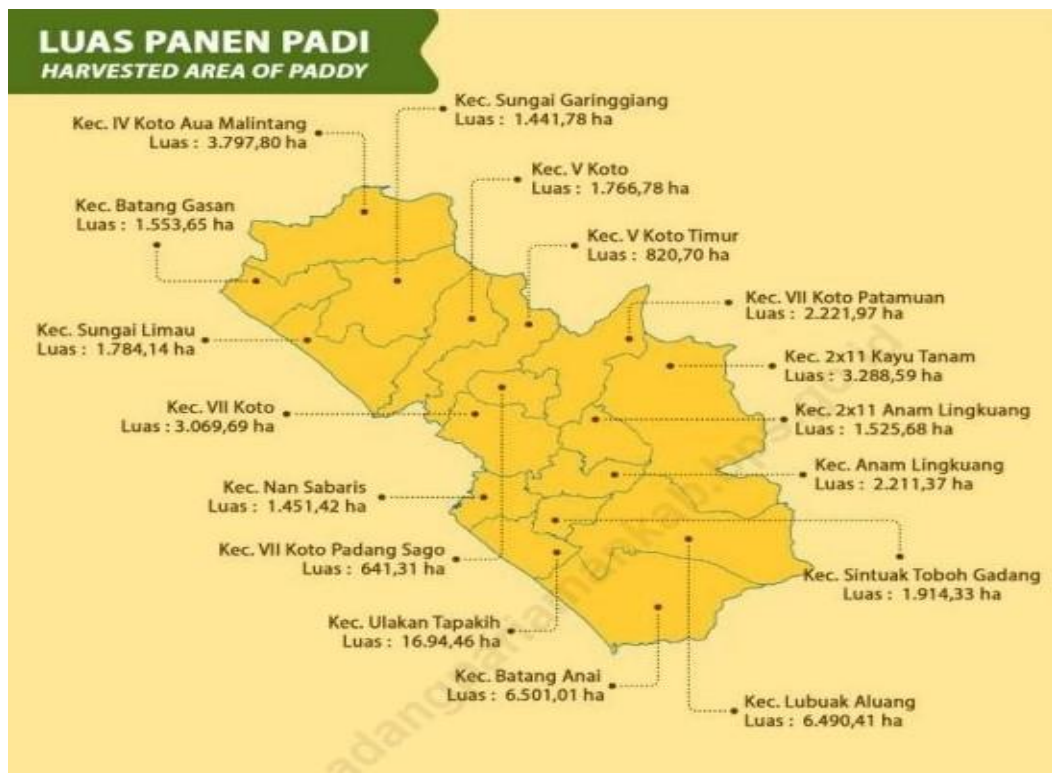 LUAS PANEN PADI
HARVESTED AREA OF PADDY
Kec. Sungai Garinggiang
Luas : 1.441,78 ha
Kec. IV Koto Aua Malintang
Luas : 3.797,80 ha
Kec. V Koto
Luas : 1.766,78 ha
Kec. Batang Gasan
Luas : 1.553,65 ha
Kec. V Koto Timur
Luas : 820,70 ha
Kec. VII Koto Patamuan
Luas : 2.221,97 ha
Kec. Sungai Limau
Luas : 1.784,14 ha
Kec. 2x11 Kayu Tanam
Luas : 3.288,59 ha
Kec. VII Koto
Luas : 3.069,69 ha
Kec. 2x11 Anam Lingkuang
Luas : 1.525,68 ha
Kec. Anam Lingkuang
Luas : 2.211,37 ha
Kec. Nan Sabaris
Luas : 1.451,42 ha
Kec. VII Koto Padang Sago
Luas : 641,31 ha
Kec. Sintuak Toboh Gadang
Luas : 1.914,33 ha
Kec. Ulakan Tapakih
Luas : 16.94,46 ha
Kec. Batang Anai
Luas : 6.501,01 ha
Kec. Lubuak Aluang
Luas : 6.490,41 ha